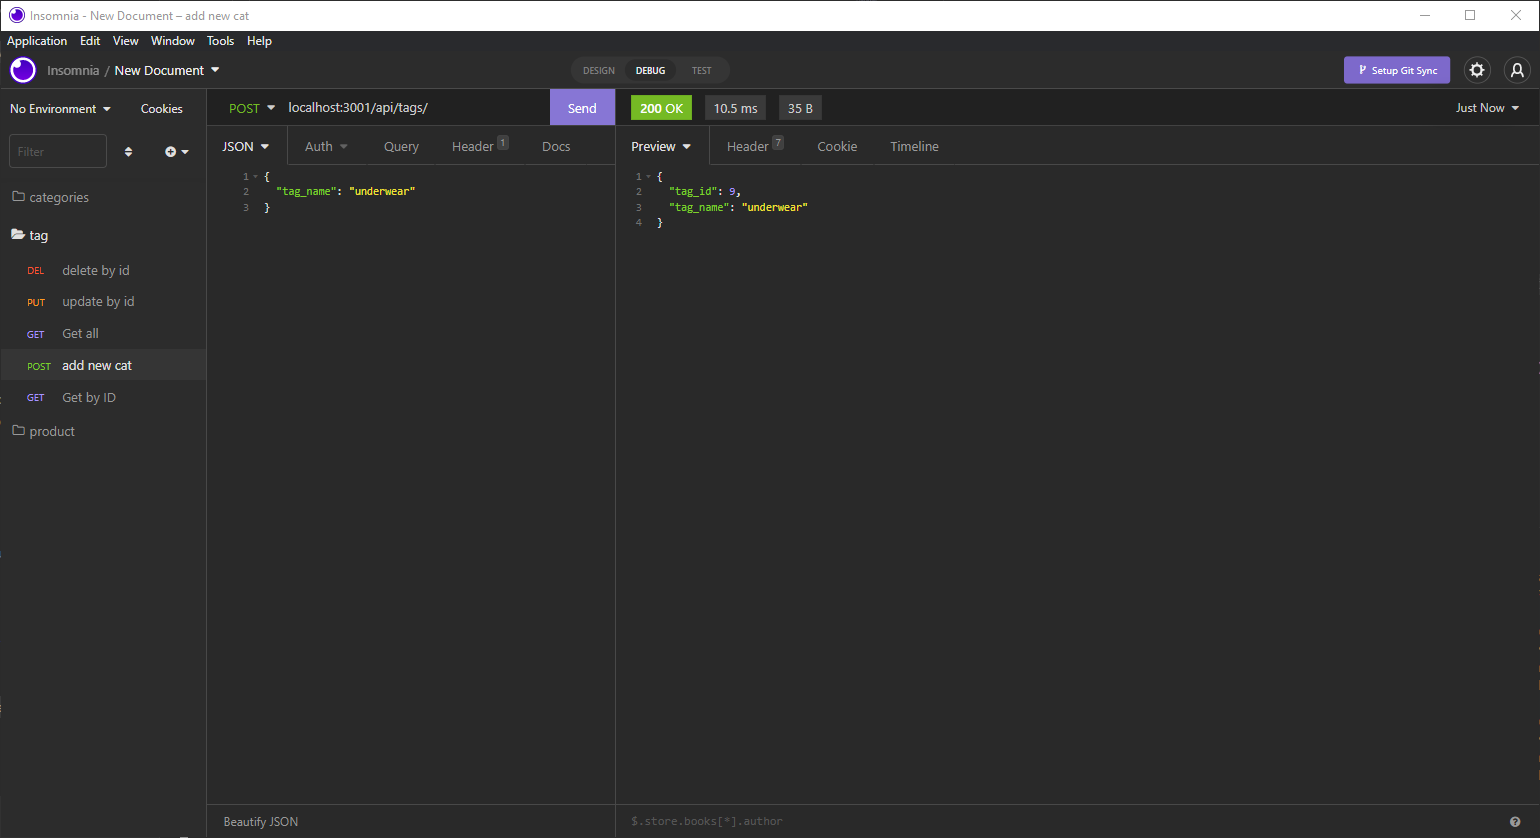 Insomnia - New Document – add new cat
Application Edit View Window Tools Help
Insomnia / New Document
DESIGN DEBUG TEST
Setup Git Sync
No Environment Cookies
POST localhost:3001/api/tags/ Send
200 OK 10.5 ms 35 B
Just Now
Filter
JSON Auth Query Header 1 Docs
Preview Header 7 Cookie Timeline
categories
tag
DEL delete by id
PUT update by id
GET Get all
POST add new cat
GET Get by ID
product
1 {
2 "tag_name": "underwear"
3 }
1 {
2 "tag_id": 9,
3 "tag_name": "underwear"
4 }
Beautify JSON
$.store.books[*].author